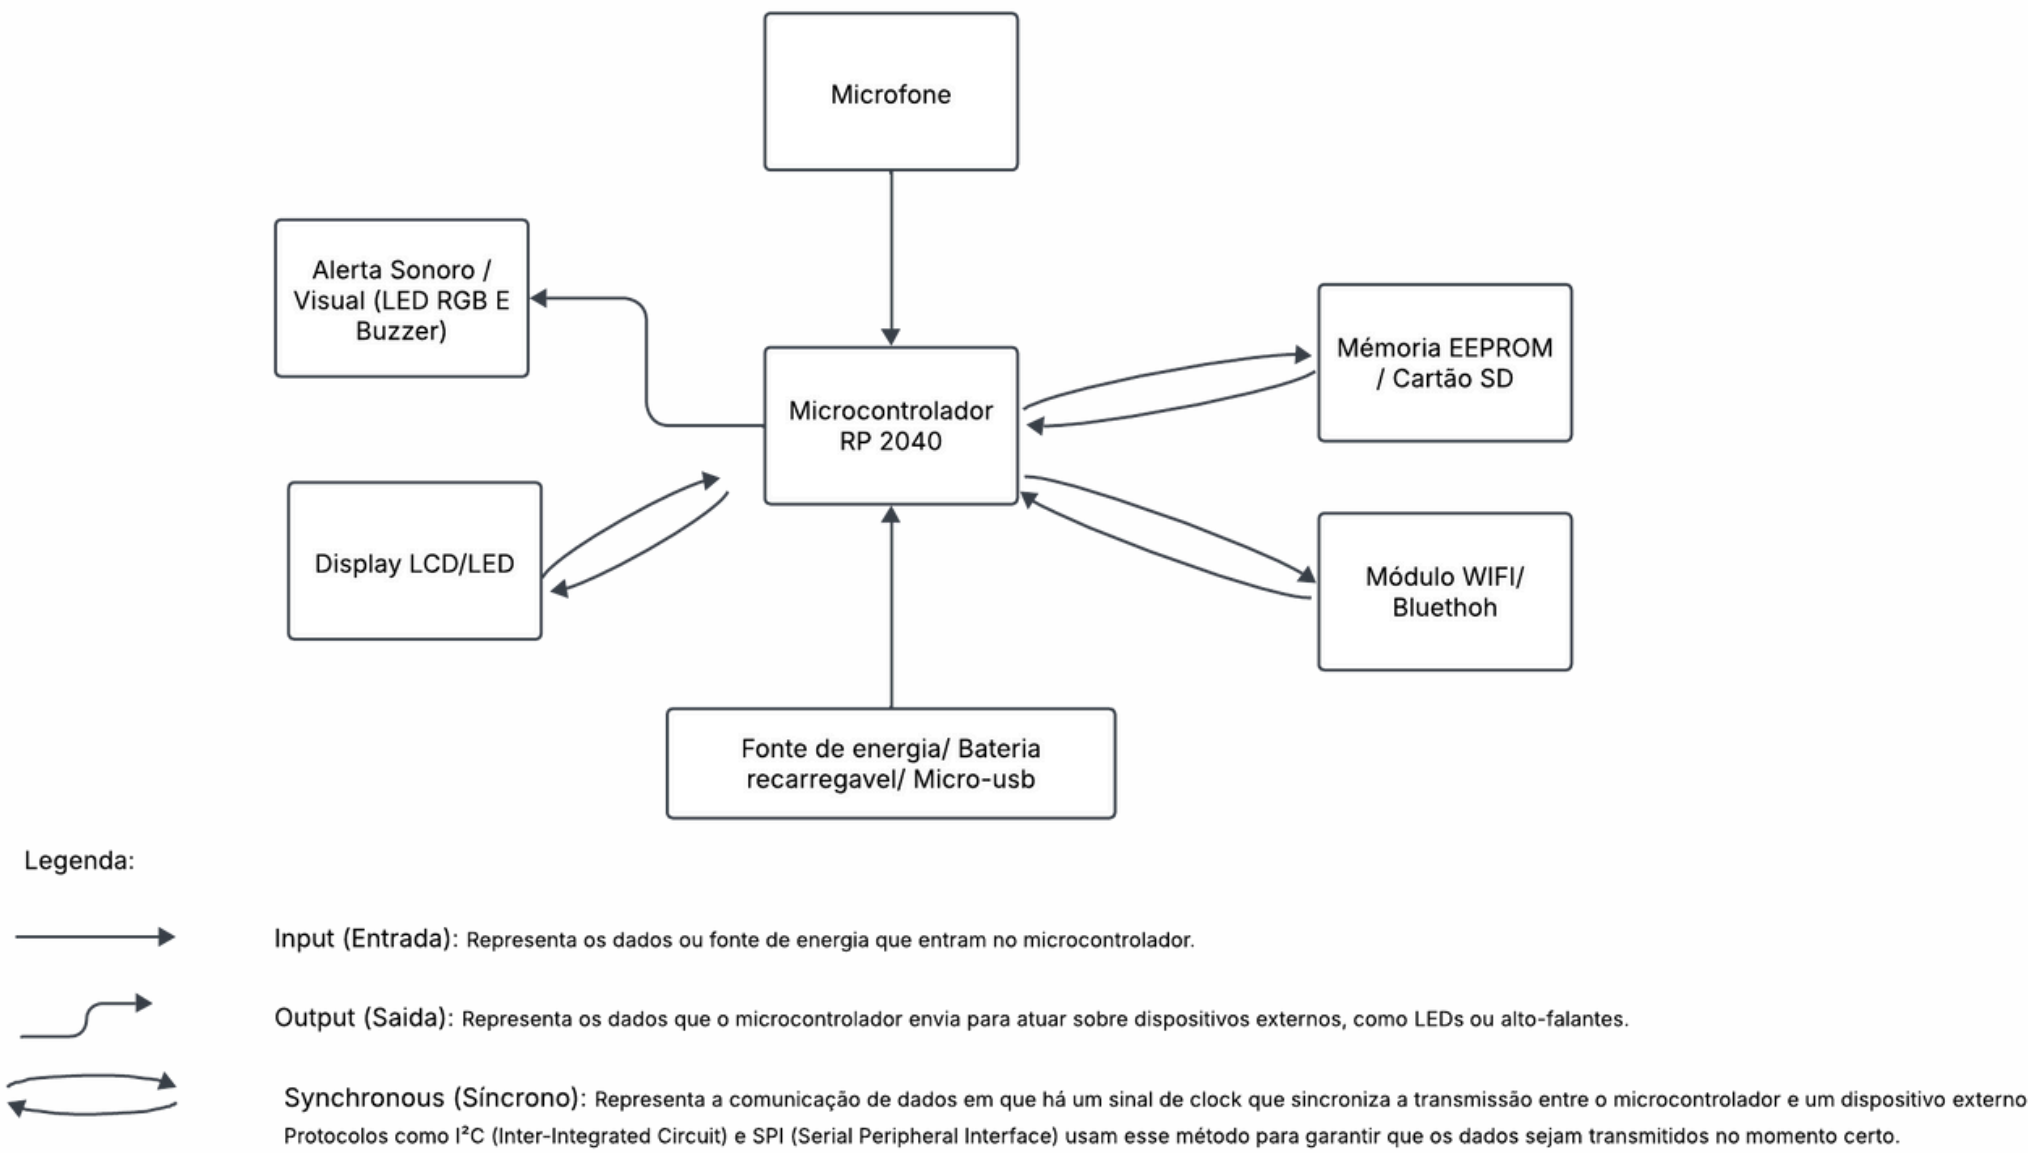 Microfone
Alerta Sonoro /
Visual (LED RGB E
Buzzer)
Mémoria EEPROM
/ Cartão SD
Microcontrolador
RP 2040
Display LCD/LED
Módulo WIFI/
Bluethoh
Fonte de energia/ Bateria
recarregavel/ Micro-usb
Legenda:
Input (Entrada): Representa os dados ou fonte de energia que entram no microcontrolador.
Output (Saida): Representa os dados que o microcontrolador envia para atuar sobre dispositivos externos, como LEDs ou alto-falantes.
Synchronous (Síncrono): Representa a comunicação de dados em que há um sinal de clock que sincroniza a transmissão entre o microcontrolador e um dispositivo externo
Protocolos como I²C (Inter-Integrated Circuit) e SPI (Serial Peripheral Interface) usam esse método para garantir que os dados sejam transmitidos no momento certo.